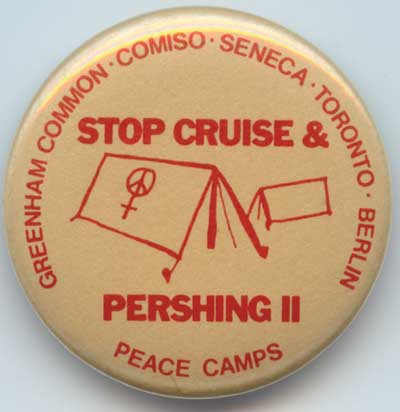 GREENHAM COMMON · COMISO · SENECA · TORONTO · BERLIN
STOP CRUISE &
PERSHING II
PEACE CAMPS